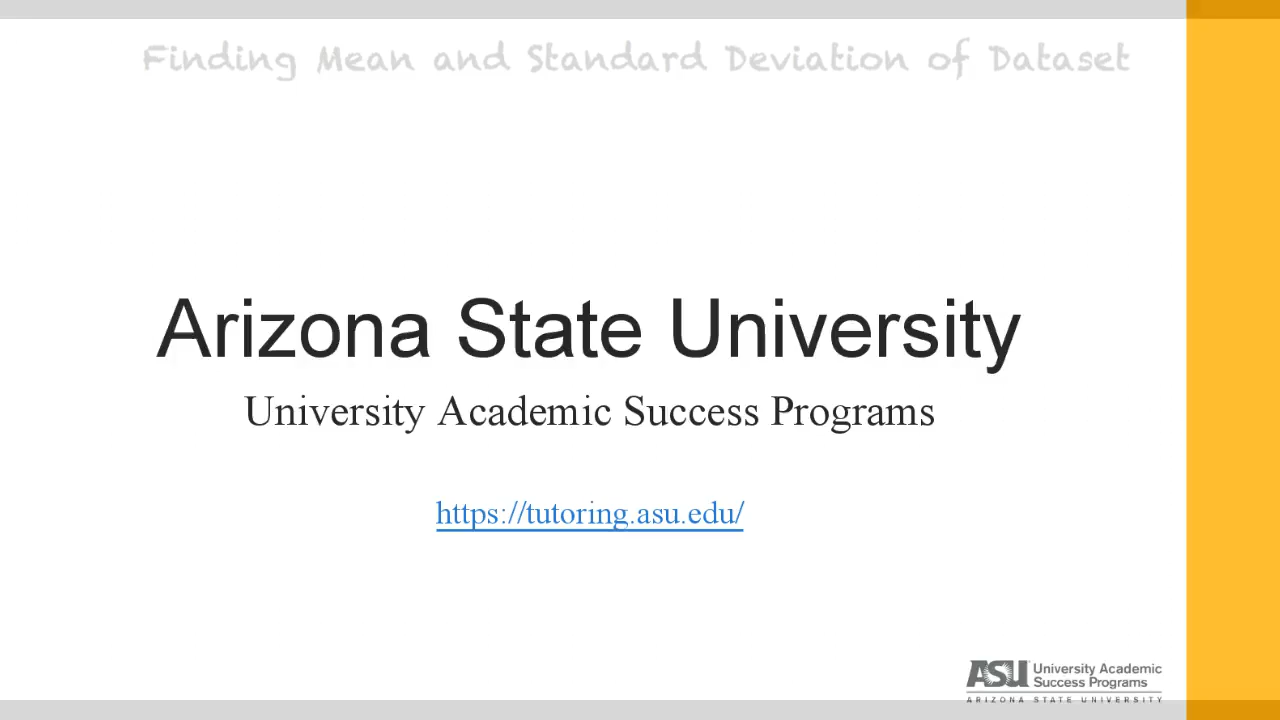 Finding Mean and Standard Deviation of Dataset
Arizona State University
University Academic Success Programs
https://tutoring.asu.edu/
ASU University Academic
Success Programs
ARIZONA STATE UNIVERSITY